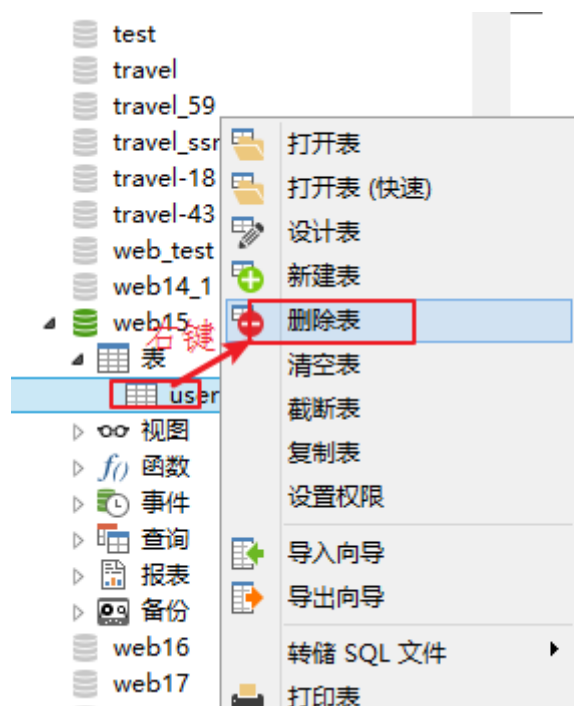 test
travel
travel_59
travel_ssr
travel-18
travel-43
web_test
web14_1
web15
右键
表
user
视图
f()
函数
事件
查询
报表
备份
web16
web17
打开表
打开表 (快速)
设计表
新建表
删除表
清空表
截断表
复制表
设置权限
导入向导
导出向导
转储 SQL 文件
打印表